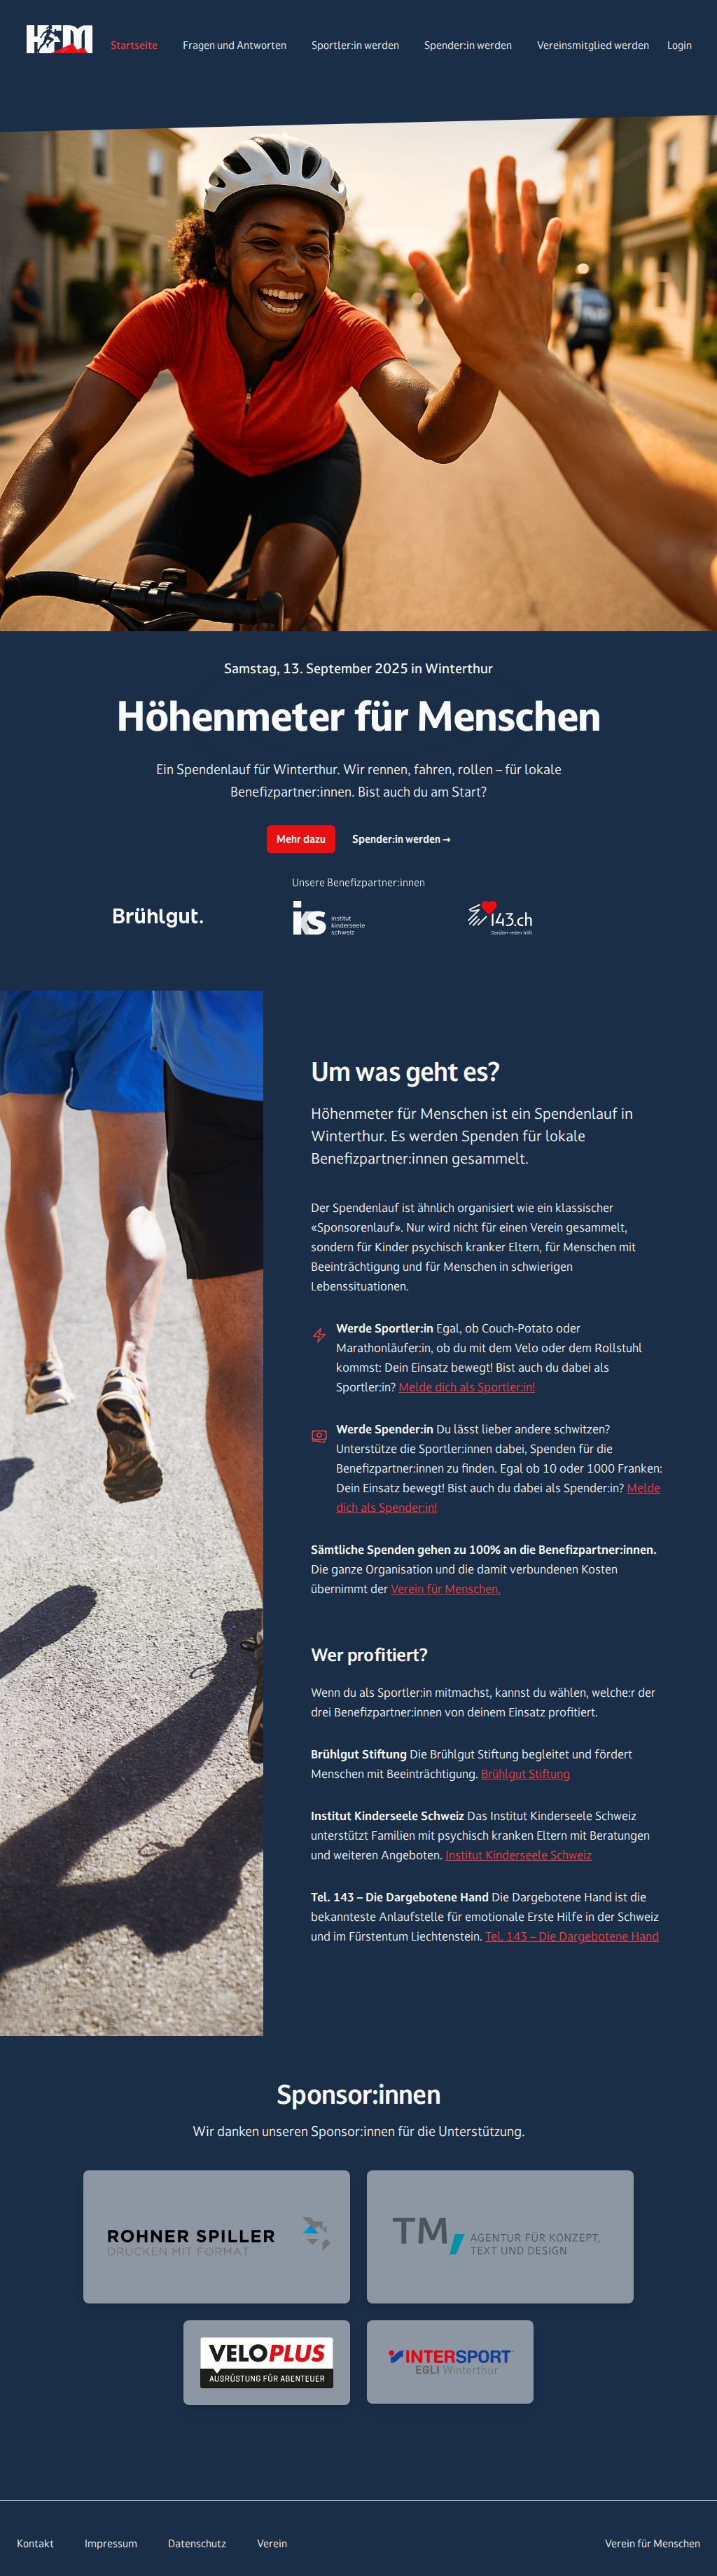 HFM
Startseite
Fragen und Antworten
Sportler:in werden
Spender:in werden
Vereinsmitglied werden
Login
Samstag, 13. September 2025 in Winterthur
Höhenmeter für Menschen
Ein Spendenlauf für Winterthur. Wir rennen, fahren, rollen – für lokale
Benefizpartner:innen. Bist auch du am Start?
Mehr dazu
Spender:in werden →
Unsere Benefizpartner:innen
Brühlgut.
iks
institut
kinderseele
schweiz
143.ch
Darüber reden hilft
Um was geht es?
Höhenmeter für Menschen ist ein Spendenlauf in
Winterthur. Es werden Spenden für lokale
Benefizpartner:innen gesammelt.
Der Spendenlauf ist ähnlich organisiert wie ein klassischer
«Sponsorenlauf». Nur wird nicht für einen Verein gesammelt,
sondern für Kinder psychisch kranker Eltern, für Menschen mit
Beeinträchtigung und für Menschen in schwierigen
Lebenssituationen.
Werde Sportler:in Egal, ob Couch-Potato oder
Marathonläufer:in, ob du mit dem Velo oder dem Rollstuhl
kommst: Dein Einsatz bewegt! Bist auch du dabei als
Sportler:in? Melde dich als Sportler:in!
Werde Spender:in Du lässt lieber andere schwitzen?
Unterstütze die Sportler:innen dabei, Spenden für die
Benefizpartner:innen zu finden. Egal ob 10 oder 1000 Franken:
Dein Einsatz bewegt! Bist auch du dabei als Spender:in? Melde
dich als Spender:in!
Sämtliche Spenden gehen zu 100% an die Benefizpartner:innen.
Die ganze Organisation und die damit verbundenen Kosten
übernimmt der Verein für Menschen.
Wer profitiert?
Wenn du als Sportler:in mitmachst, kannst du wählen, welche:r der
drei Benefizpartner:innen von deinem Einsatz profitiert.
Brühlgut Stiftung Die Brühlgut Stiftung begleitet und fördert
Menschen mit Beeinträchtigung. Brühlgut Stiftung
Institut Kinderseele Schweiz Das Institut Kinderseele Schweiz
unterstützt Familien mit psychisch kranken Eltern mit Beratungen
und weiteren Angeboten. Institut Kinderseele Schweiz
Tel. 143 – Die Dargebotene Hand Die Dargebotene Hand ist die
bekannteste Anlaufstelle für emotionale Erste Hilfe in der Schweiz
und im Fürstentum Liechtenstein. Tel. 143 – Die Dargebotene Hand
Sponsor:innen
Wir danken unseren Sponsor:innen für die Unterstützung.
ROHNER SPILLER
DRUCKEN MIT FORMAT
TM,
AGENTUR FÜR KONZEPT,
TEXT UND DESIGN
VELOPLUS
AUSRÜSTUNG FÜR ABENTEUER
INTERSPORT
EGLI Winterthur
Kontakt
Impressum
Datenschutz
Verein
Verein für Menschen